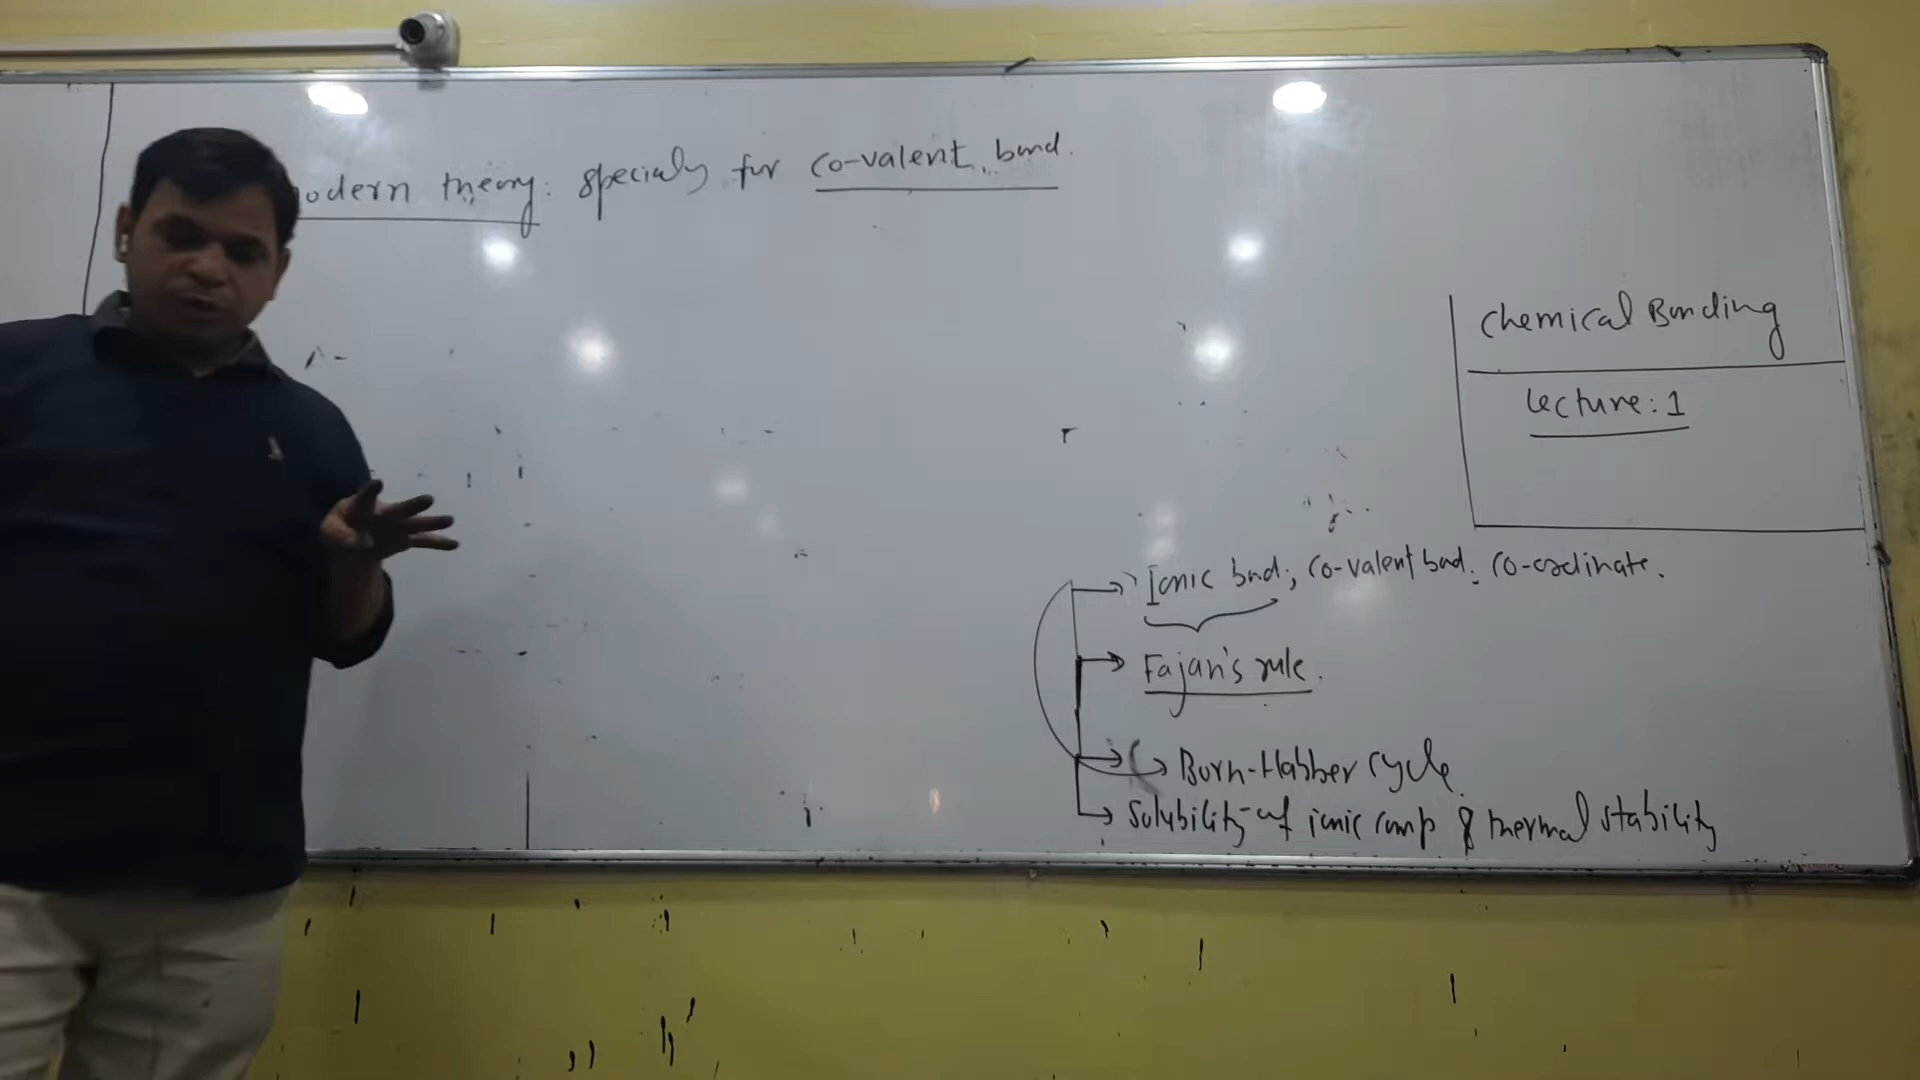 odern theory: specialy for co-valent bond.
Chemical Bonding
Lecture: 1
Ionic bnd; co-valent bnd; co-ordinate.
Fajan's rule.
Born-Habber cycle
Solubility of ionic comp & thermal stability